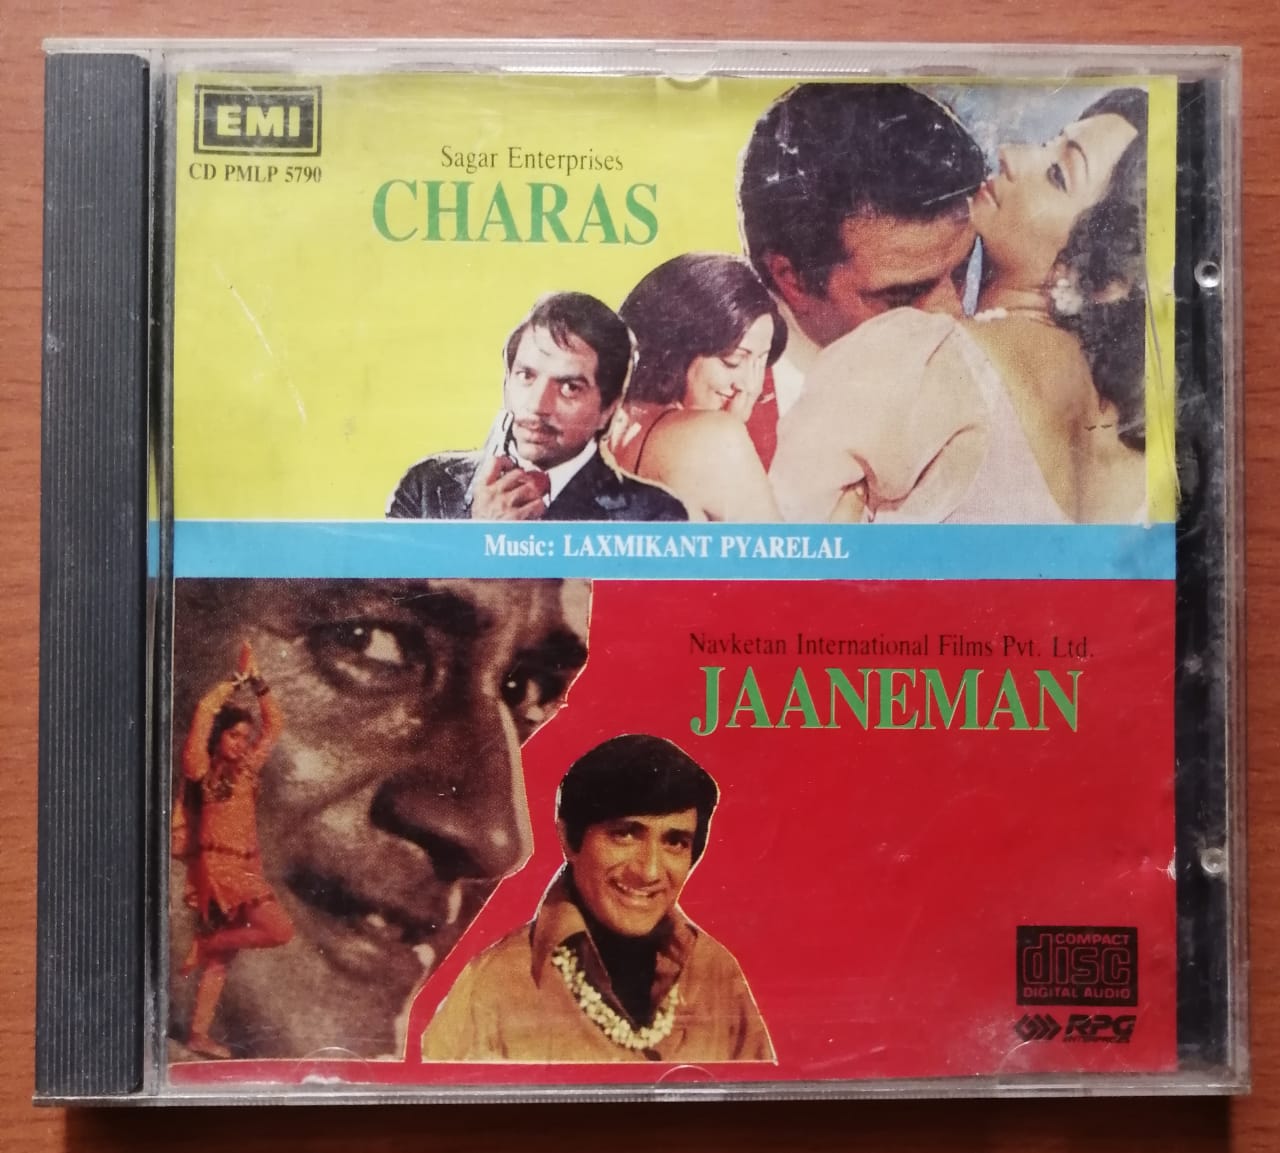 EMI
CD PMLP 5790
Sagar Enterprises
CHARAS
Music: LAXMIKANT PYARELAL
Navketan International Films Pvt. Ltd.
JAANEMAN
COMPACT
disc
DIGITAL AUDIO
RPG
ENTERPRISES